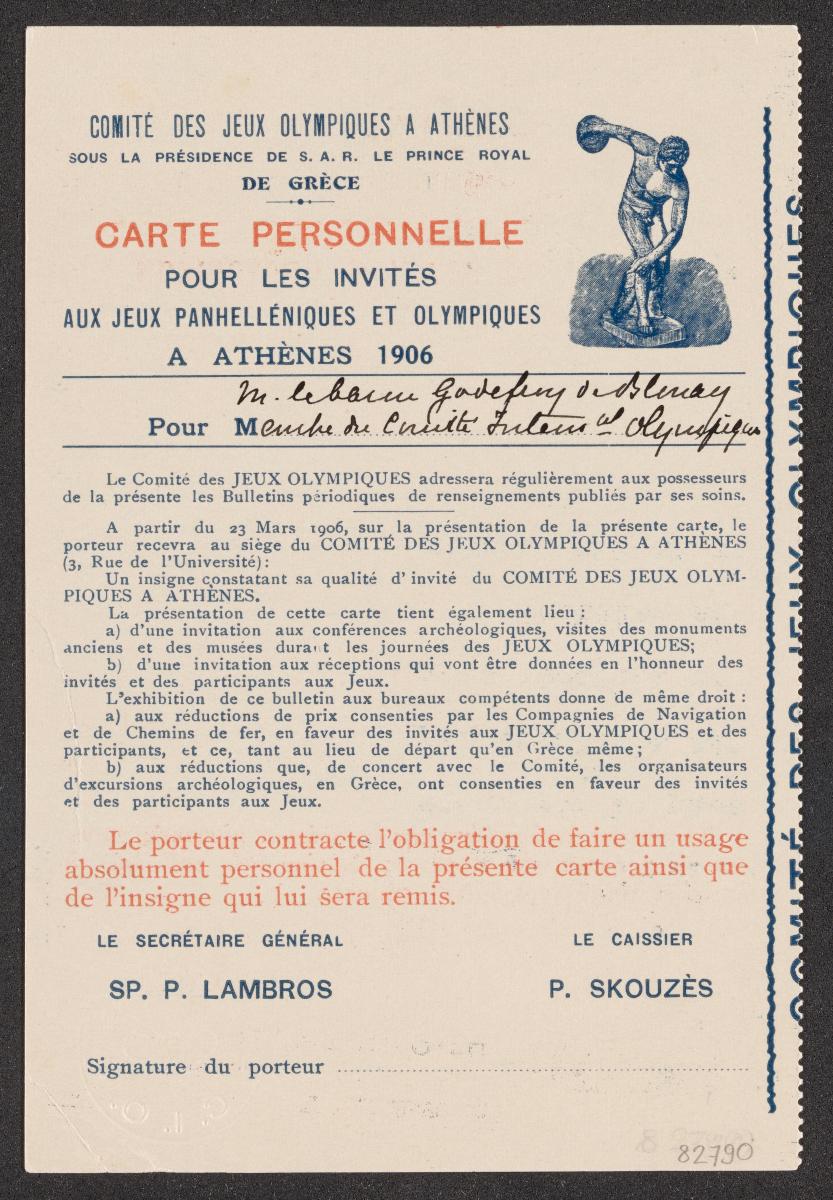 COMITÉ DES JEUX OLYMPIQUES A ATHÈNES
SOUS LA PRÉSIDENCE DE S. A. R. LE PRINCE ROYAL
DE GRÈCE
CARTE PERSONNELLE
POUR LES INVITÉS
AUX JEUX PANHELLÉNIQUES ET OLYMPIQUES
A ATHÈNES 1906
M. le baron Godefroy de Blonay
Pour Membre du Comité Internal Olympique
Le Comité des JEUX OLYMPIQUES adressera régulièrement aux possesseurs
de la présente les Bulletins périodiques de renseignements publiés par ses soins.
A partir du 23 Mars 1906, sur la présentation de la présente carte, le
porteur recevra au siège du COMITÉ DES JEUX OLYMPIQUES A ATHÈNES
(3, Rue de l'Université):
Un insigne constatant sa qualité d'invité du COMITÉ DES JEUX OLYM-
PIQUES A ATHÈNES.
La présentation de cette carte tient également lieu :
a) d'une invitation aux conférences archéologiques, visites des monuments
anciens et des musées durant les journées des JEUX OLYMPIQUES;
b) d'une invitation aux réceptions qui vont être données en l'honneur des
invités et des participants aux Jeux.
L'exhibition de ce bulletin aux bureaux compétents donne de même droit :
a) aux réductions de prix consenties par les Compagnies de Navigation
et de Chemins de fer, en faveur des invités aux JEUX OLYMPIQUES et des
participants, et ce, tant au lieu de départ qu'en Grèce même;
b) aux réductions que, de concert avec le Comité, les organisateurs
d'excursions archéologiques, en Grèce, ont consenties en faveur des invités
et des participants aux Jeux.
Le porteur contracte l'obligation de faire un usage
absolument personnel de la présente carte ainsi que
de l'insigne qui lui sera remis.
LE SECRÉTAIRE GÉNÉRAL
LE CAISSIER
SP. P. LAMBROS
P. SKOUZÈS
Signature du porteur
C. I. O.
82790
COMITÉ DES JEUX OLYMPIQUES